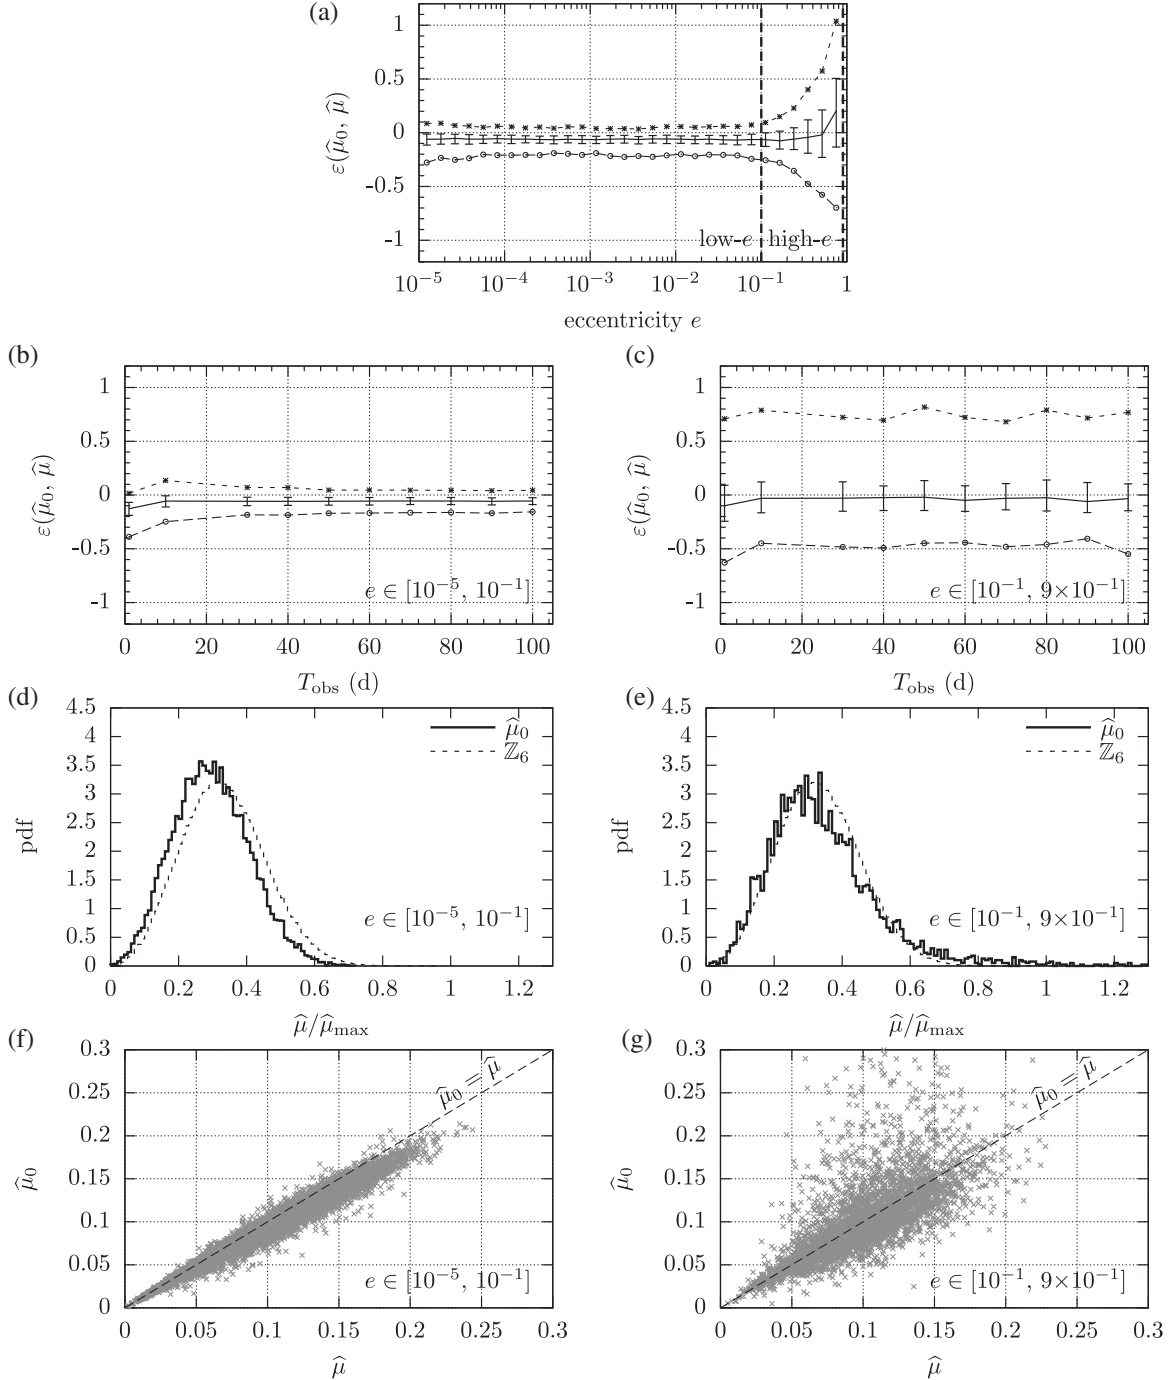 (a)
1
0.5
0
-0.5
-1
ε(μ̂₀, μ̂)
low-e high-e
10⁻⁵ 10⁻⁴ 10⁻³ 10⁻² 10⁻¹ 1
eccentricity e
(b)
1
0.5
0
-0.5
-1
ε(μ̂₀, μ̂)
e ∈ [10⁻⁵, 10⁻¹]
0 20 40 60 80 100
T_obs (d)
(c)
1
0.5
0
-0.5
-1
ε(μ̂₀, μ̂)
e ∈ [10⁻¹, 9×10⁻¹]
0 20 40 60 80 100
T_obs (d)
(d)
4.5
4
3.5
3
2.5
2
1.5
1
0.5
0
pdf
μ̂₀
ℤ₆
e ∈ [10⁻⁵, 10⁻¹]
0 0.2 0.4 0.6 0.8 1 1.2
μ̂/μ̂_max
(e)
4.5
4
3.5
3
2.5
2
1.5
1
0.5
0
pdf
μ̂₀
ℤ₆
e ∈ [10⁻¹, 9×10⁻¹]
0 0.2 0.4 0.6 0.8 1 1.2
μ̂/μ̂_max
(f)
0.3
0.25
0.2
0.15
0.1
0.05
0
μ̂₀
μ̂₀ = μ̂
e ∈ [10⁻⁵, 10⁻¹]
0 0.05 0.1 0.15 0.2 0.25 0.3
μ̂
(g)
0.3
0.25
0.2
0.15
0.1
0.05
0
μ̂₀
μ̂₀ = μ̂
e ∈ [10⁻¹, 9×10⁻¹]
0 0.05 0.1 0.15 0.2 0.25 0.3
μ̂